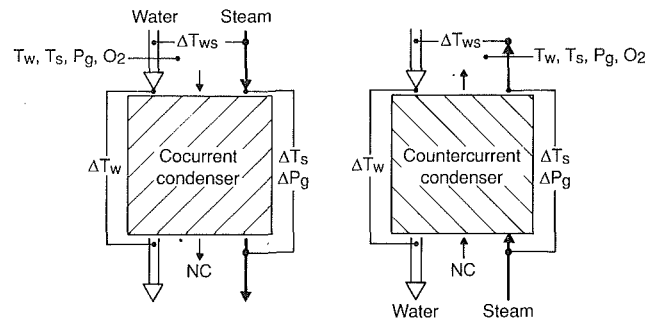 Water Steam
ΔTws
Tw, Ts, Pg, O2
ΔTw
Cocurrent
condenser
ΔTs
ΔPg
NC
ΔTws
Tw, Ts, Pg, O2
ΔTw
Countercurrent
condenser
ΔTs
ΔPg
NC
Water Steam